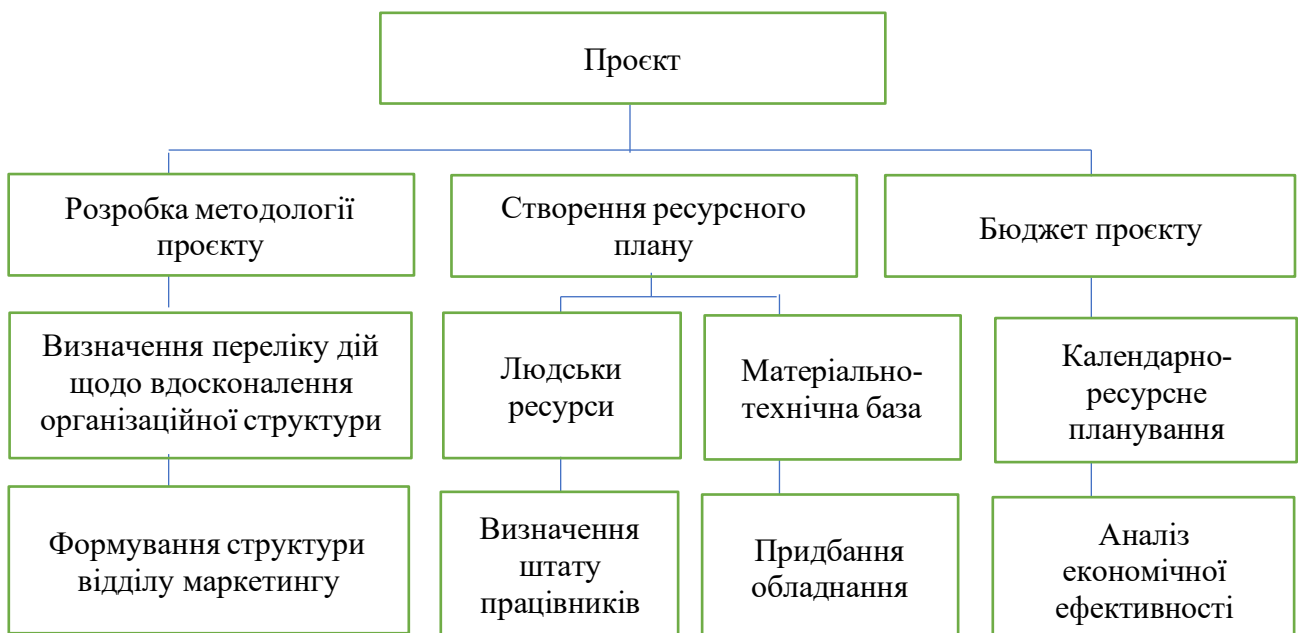 Проєкт
Розробка методології
проєкту
Створення ресурсного
плану
Бюджет проєкту
Визначення переліку дій
щодо вдосконалення
організаційної структури
Людськи
ресурси
Матеріально-
технічна база
Календарно-
ресурсне
планування
Формування структури
відділу маркетингу
Визначення
штату
працівників
Придбання
обладнання
Аналіз
економічної
ефективності